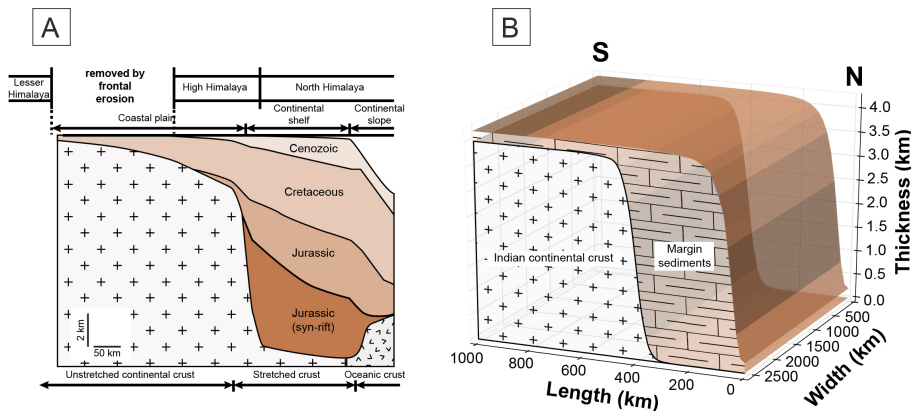 A
Lesser
Himalaya
removed by
frontal
erosion
High Himalaya
North Himalaya
Coastal plain
Continental
shelf
Continental
slope
Cenozoic
Cretaceous
Jurassic
Jurassic
(syn-rift)
2 km
50 km
Unstretched continental crust
Stretched crust
Oceanic crust
B
S
N
Indian continental crust
Margin
sediments
4.0
3.5
3.0
2.5
2.0
1.5
1.0
0.5
0.0
Thickness (km)
500
1000
1500
2000
2500
Width (km)
1000
800
600
400
200
0
Length (km)